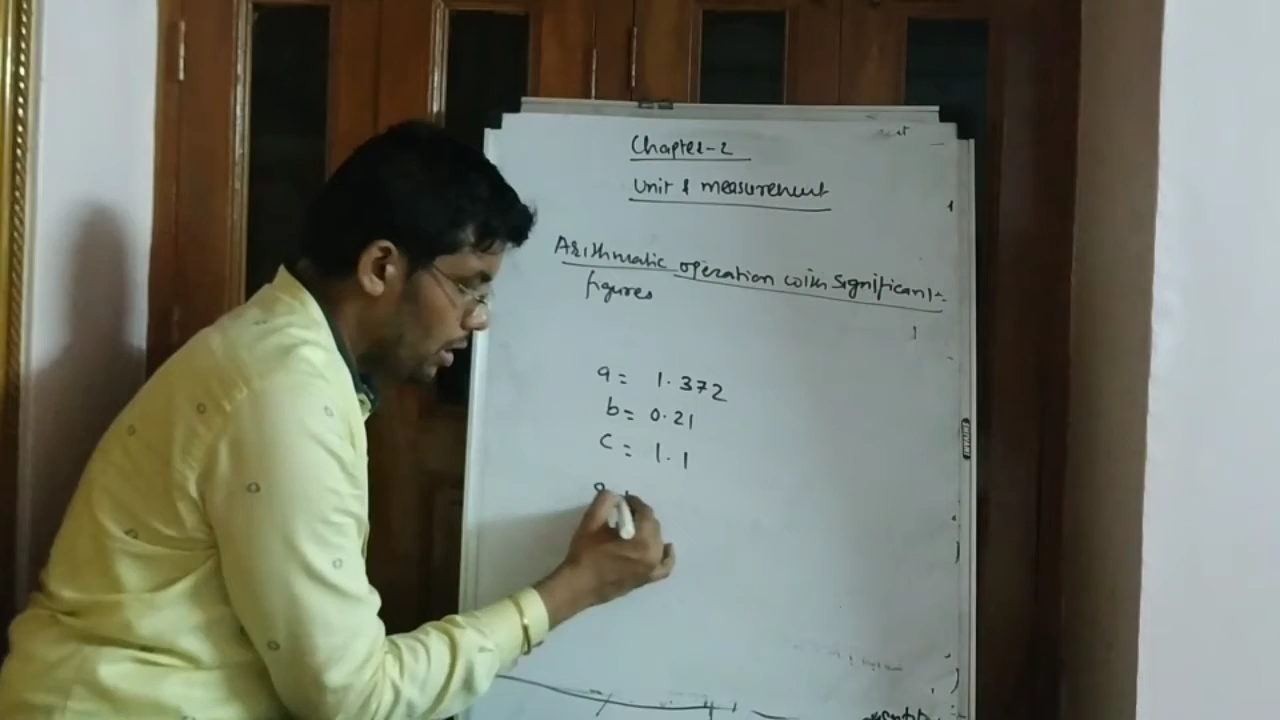 Chapter-2
Unit & measurement
Arithmatic operation with significant
figures
a = 1.372
b = 0.21
c = 1.1
a